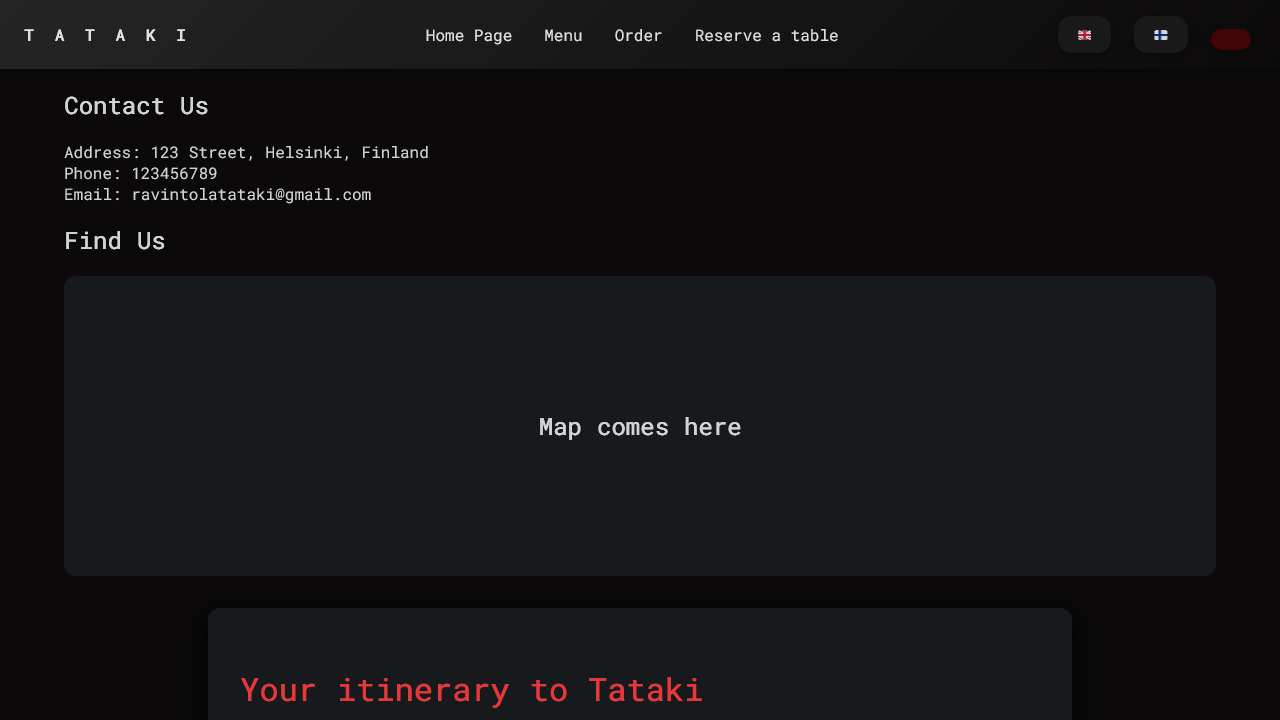 T A T A K I
Home Page
Menu
Order
Reserve a table
Contact Us
Address: 123 Street, Helsinki, Finland
Phone: 123456789
Email: ravintolatataki@gmail.com
Find Us
Map comes here
Your itinerary to Tataki